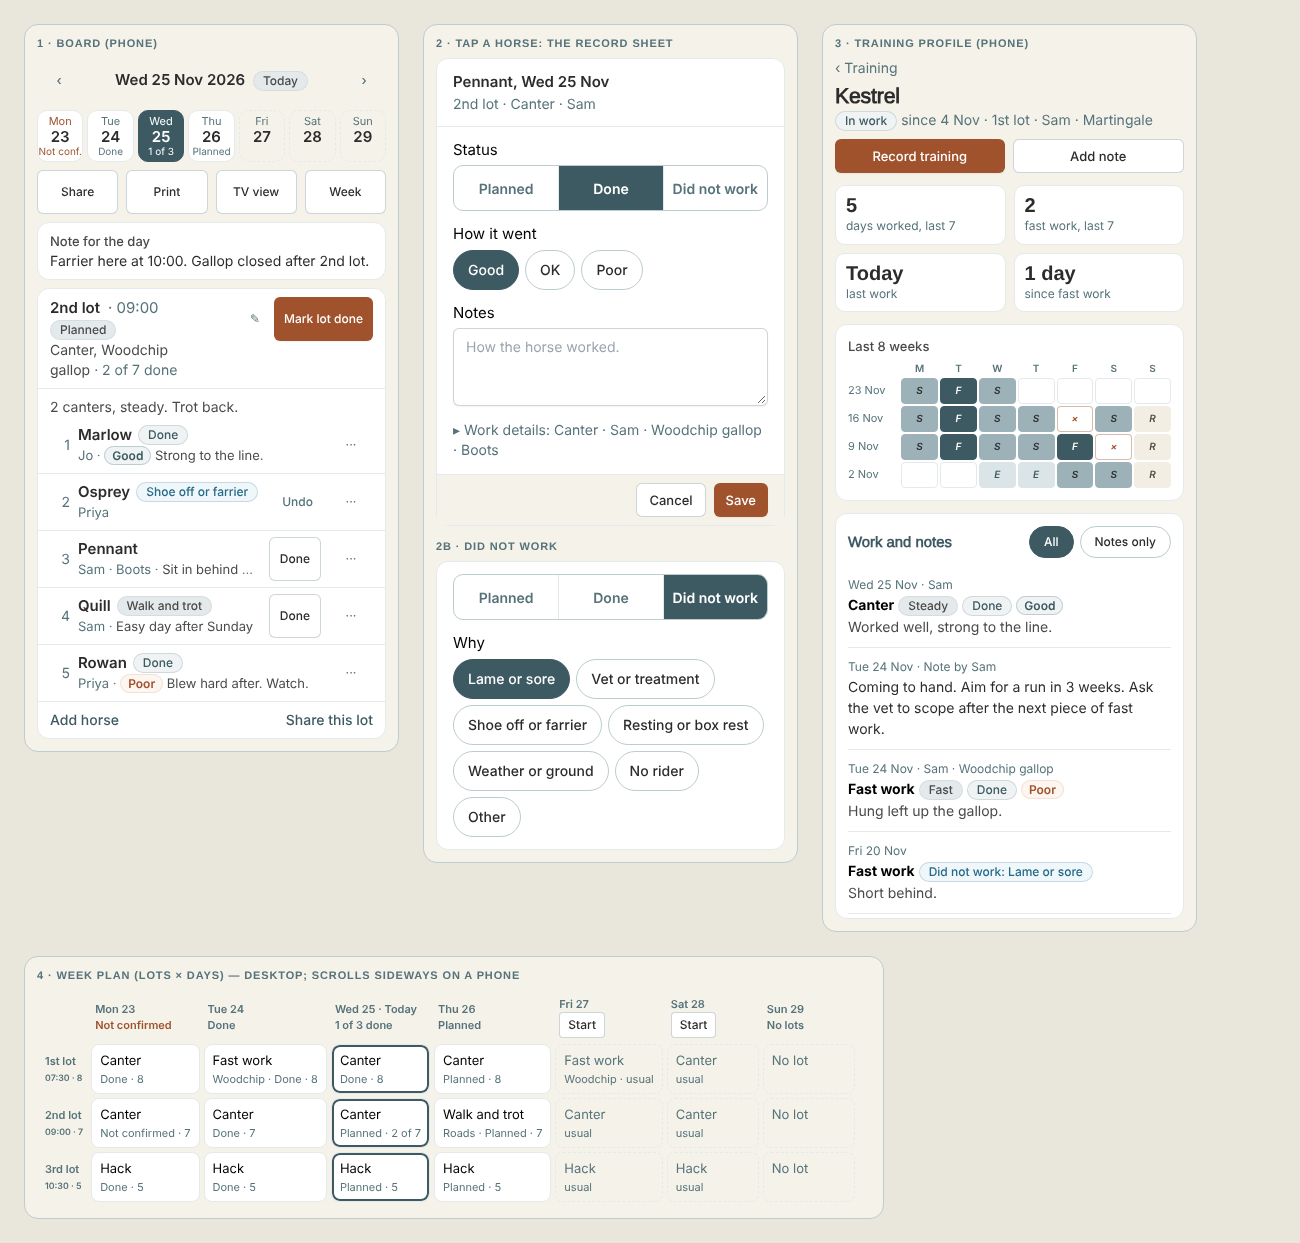 1 · BOARD (PHONE)
‹ Wed 25 Nov 2026 Today ›
Mon Tue Wed Thu Fri Sat Sun
23 24 25 26 27 28 29
Not conf. Done 1 of 3 Planned
Share Print TV view Week
Note for the day
Farrier here at 10:00. Gallop closed after 2nd lot.
2nd lot · 09:00
Planned
✎ Mark lot done
Canter, Woodchip
gallop · 2 of 7 done
2 canters, steady. Trot back.
1 Marlow Done ···
Jo · Good Strong to the line.
2 Osprey Shoe off or farrier Undo ···
Priya
3 Pennant Done ···
Sam · Boots · Sit in behind ...
4 Quill Walk and trot Done ···
Sam · Easy day after Sunday
5 Rowan Done ···
Priya · Poor Blew hard after. Watch.
Add horse Share this lot
2 · TAP A HORSE: THE RECORD SHEET
Pennant, Wed 25 Nov
2nd lot · Canter · Sam
Status
Planned Done Did not work
How it went
Good OK Poor
Notes
How the horse worked.
▸ Work details: Canter · Sam · Woodchip gallop
· Boots
Cancel Save
2B · DID NOT WORK
Planned Done Did not work
Why
Lame or sore Vet or treatment
Shoe off or farrier Resting or box rest
Weather or ground No rider
Other
3 · TRAINING PROFILE (PHONE)
‹ Training
Kestrel
In work since 4 Nov · 1st lot · Sam · Martingale
Record training Add note
5 2
days worked, last 7 fast work, last 7
Today 1 day
last work since fast work
Last 8 weeks
M T W T F S S
23 Nov S F S
16 Nov S F S S × S R
9 Nov S F S S F × R
2 Nov E E S S R
Work and notes All Notes only
Wed 25 Nov · Sam
Canter Steady Done Good
Worked well, strong to the line.
Tue 24 Nov · Note by Sam
Coming to hand. Aim for a run in 3 weeks. Ask
the vet to scope after the next piece of fast
work.
Tue 24 Nov · Sam · Woodchip gallop
Fast work Fast Done Poor
Hung left up the gallop.
Fri 20 Nov
Fast work Did not work: Lame or sore
Short behind.
4 · WEEK PLAN (LOTS × DAYS) — DESKTOP; SCROLLS SIDEWAYS ON A PHONE
Mon 23 Tue 24 Wed 25 · Today Thu 26 Fri 27 Sat 28 Sun 29
Not confirmed Done 1 of 3 done Planned Start Start No lots
1st lot Canter Fast work Canter Canter Fast work Canter No lot
07:30 · 8 Done · 8 Woodchip · Done · 8 Done · 8 Planned · 8 Woodchip · usual usual
2nd lot Canter Canter Canter Walk and trot Canter Canter No lot
09:00 · 7 Not confirmed · 7 Done · 7 Planned · 2 of 7 Roads · Planned · 7 usual usual
3rd lot Hack Hack Hack Hack Hack Hack No lot
10:30 · 5 Done · 5 Done · 5 Planned · 5 Planned · 5 usual usual